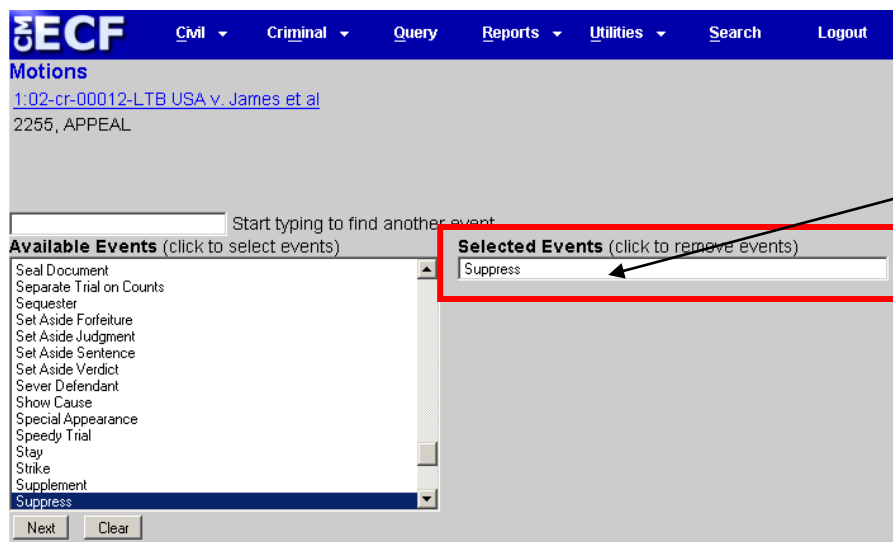 CM ECF Civil Criminal Query Reports Utilities Search Logout
Motions
1:02-cr-00012-LTB USA v. James et al
2255, APPEAL
Start typing to find another event
Available Events (click to select events)
Selected Events (click to remove events)
Suppress
Seal Document
Separate Trial on Counts
Sequester
Set Aside Forfeiture
Set Aside Judgment
Set Aside Sentence
Set Aside Verdict
Sever Defendant
Show Cause
Special Appearance
Speedy Trial
Stay
Strike
Supplement
Suppress
Next Clear